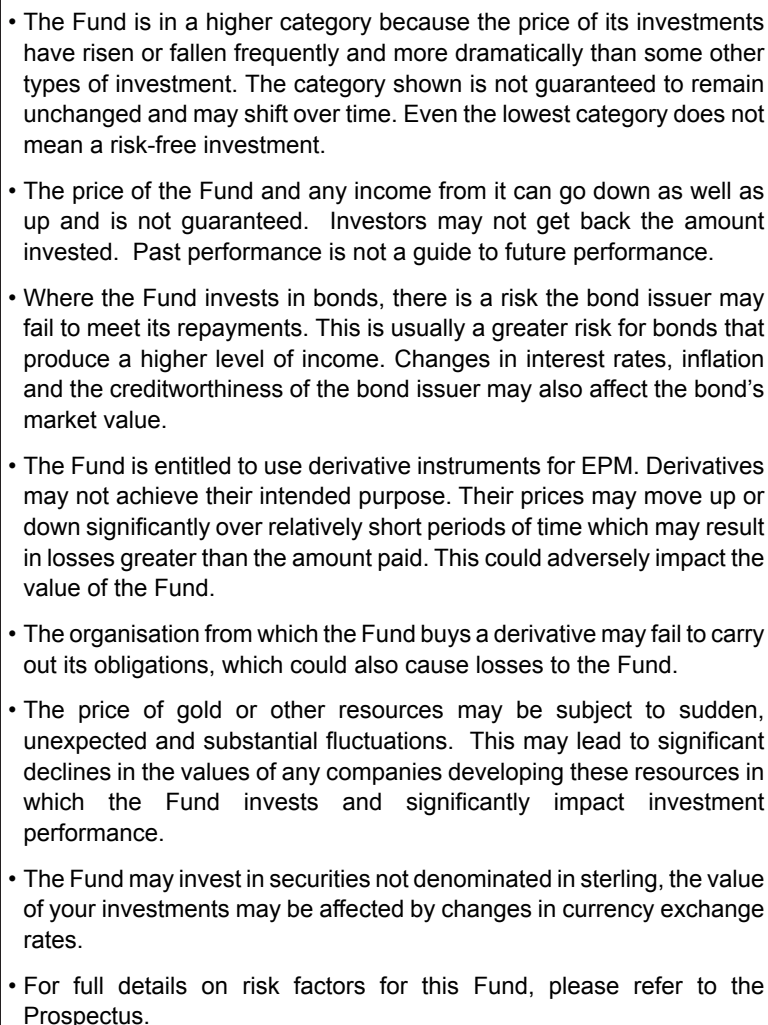 • The Fund is in a higher category because the price of its investments
have risen or fallen frequently and more dramatically than some other
types of investment. The category shown is not guaranteed to remain
unchanged and may shift over time. Even the lowest category does not
mean a risk-free investment.
• The price of the Fund and any income from it can go down as well as
up and is not guaranteed. Investors may not get back the amount
invested. Past performance is not a guide to future performance.
• Where the Fund invests in bonds, there is a risk the bond issuer may
fail to meet its repayments. This is usually a greater risk for bonds that
produce a higher level of income. Changes in interest rates, inflation
and the creditworthiness of the bond issuer may also affect the bond’s
market value.
• The Fund is entitled to use derivative instruments for EPM. Derivatives
may not achieve their intended purpose. Their prices may move up or
down significantly over relatively short periods of time which may result
in losses greater than the amount paid. This could adversely impact the
value of the Fund.
• The organisation from which the Fund buys a derivative may fail to carry
out its obligations, which could also cause losses to the Fund.
• The price of gold or other resources may be subject to sudden,
unexpected and substantial fluctuations. This may lead to significant
declines in the values of any companies developing these resources in
which the Fund invests and significantly impact investment
performance.
• The Fund may invest in securities not denominated in sterling, the value
of your investments may be affected by changes in currency exchange
rates.
• For full details on risk factors for this Fund, please refer to the
Prospectus.